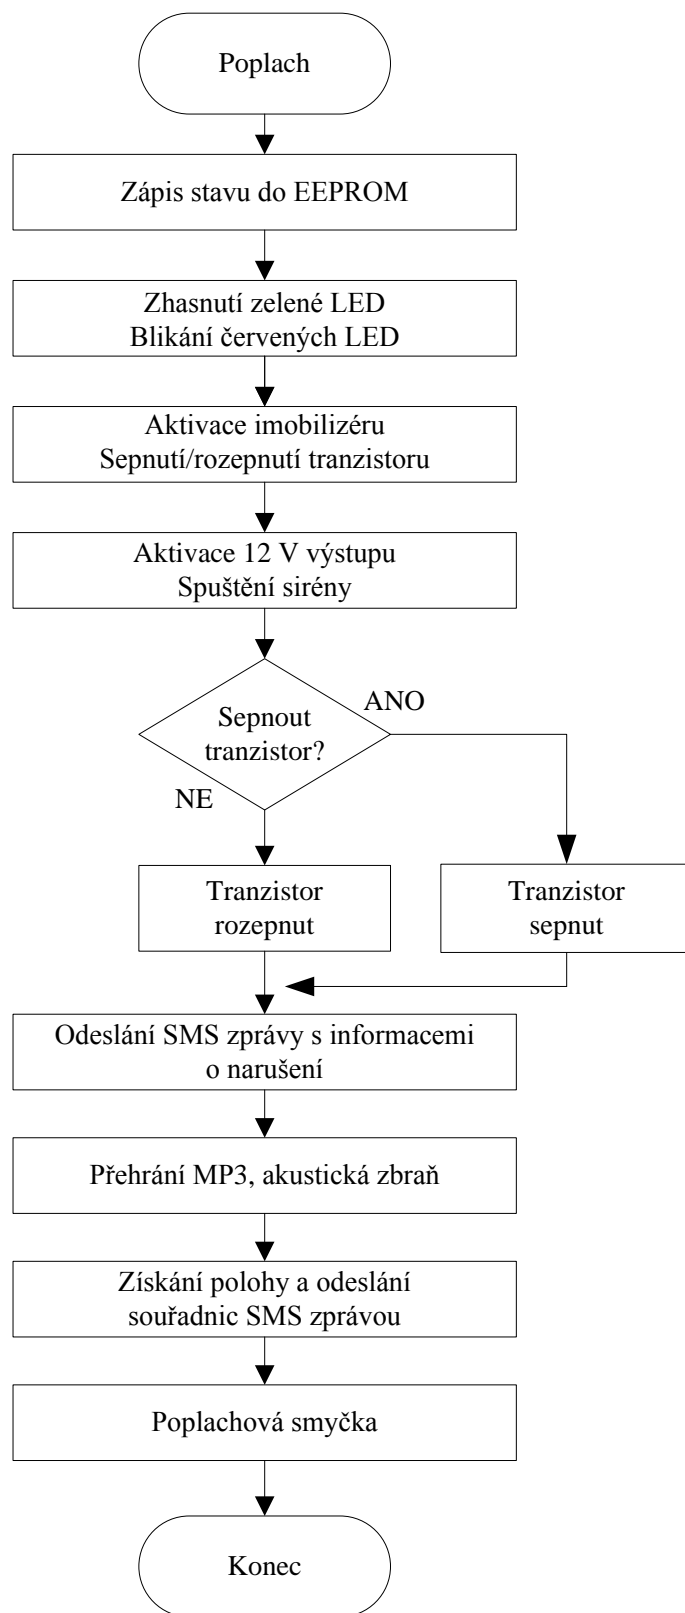 Poplach
Zápis stavu do EEPROM
Zhasnutí zelené LED
Blikání červených LED
Aktivace imobilizéru
Sepnutí/rozepnutí tranzistoru
Aktivace 12 V výstupu
Spuštění sirény
Sepnout
tranzistor?
ANO
NE
Tranzistor
rozepnut
Tranzistor
sepnut
Odeslání SMS zprávy s informacemi
o narušení
Přehrání MP3, akustická zbraň
Získání polohy a odeslání
souřadnic SMS zprávou
Poplachová smyčka
Konec